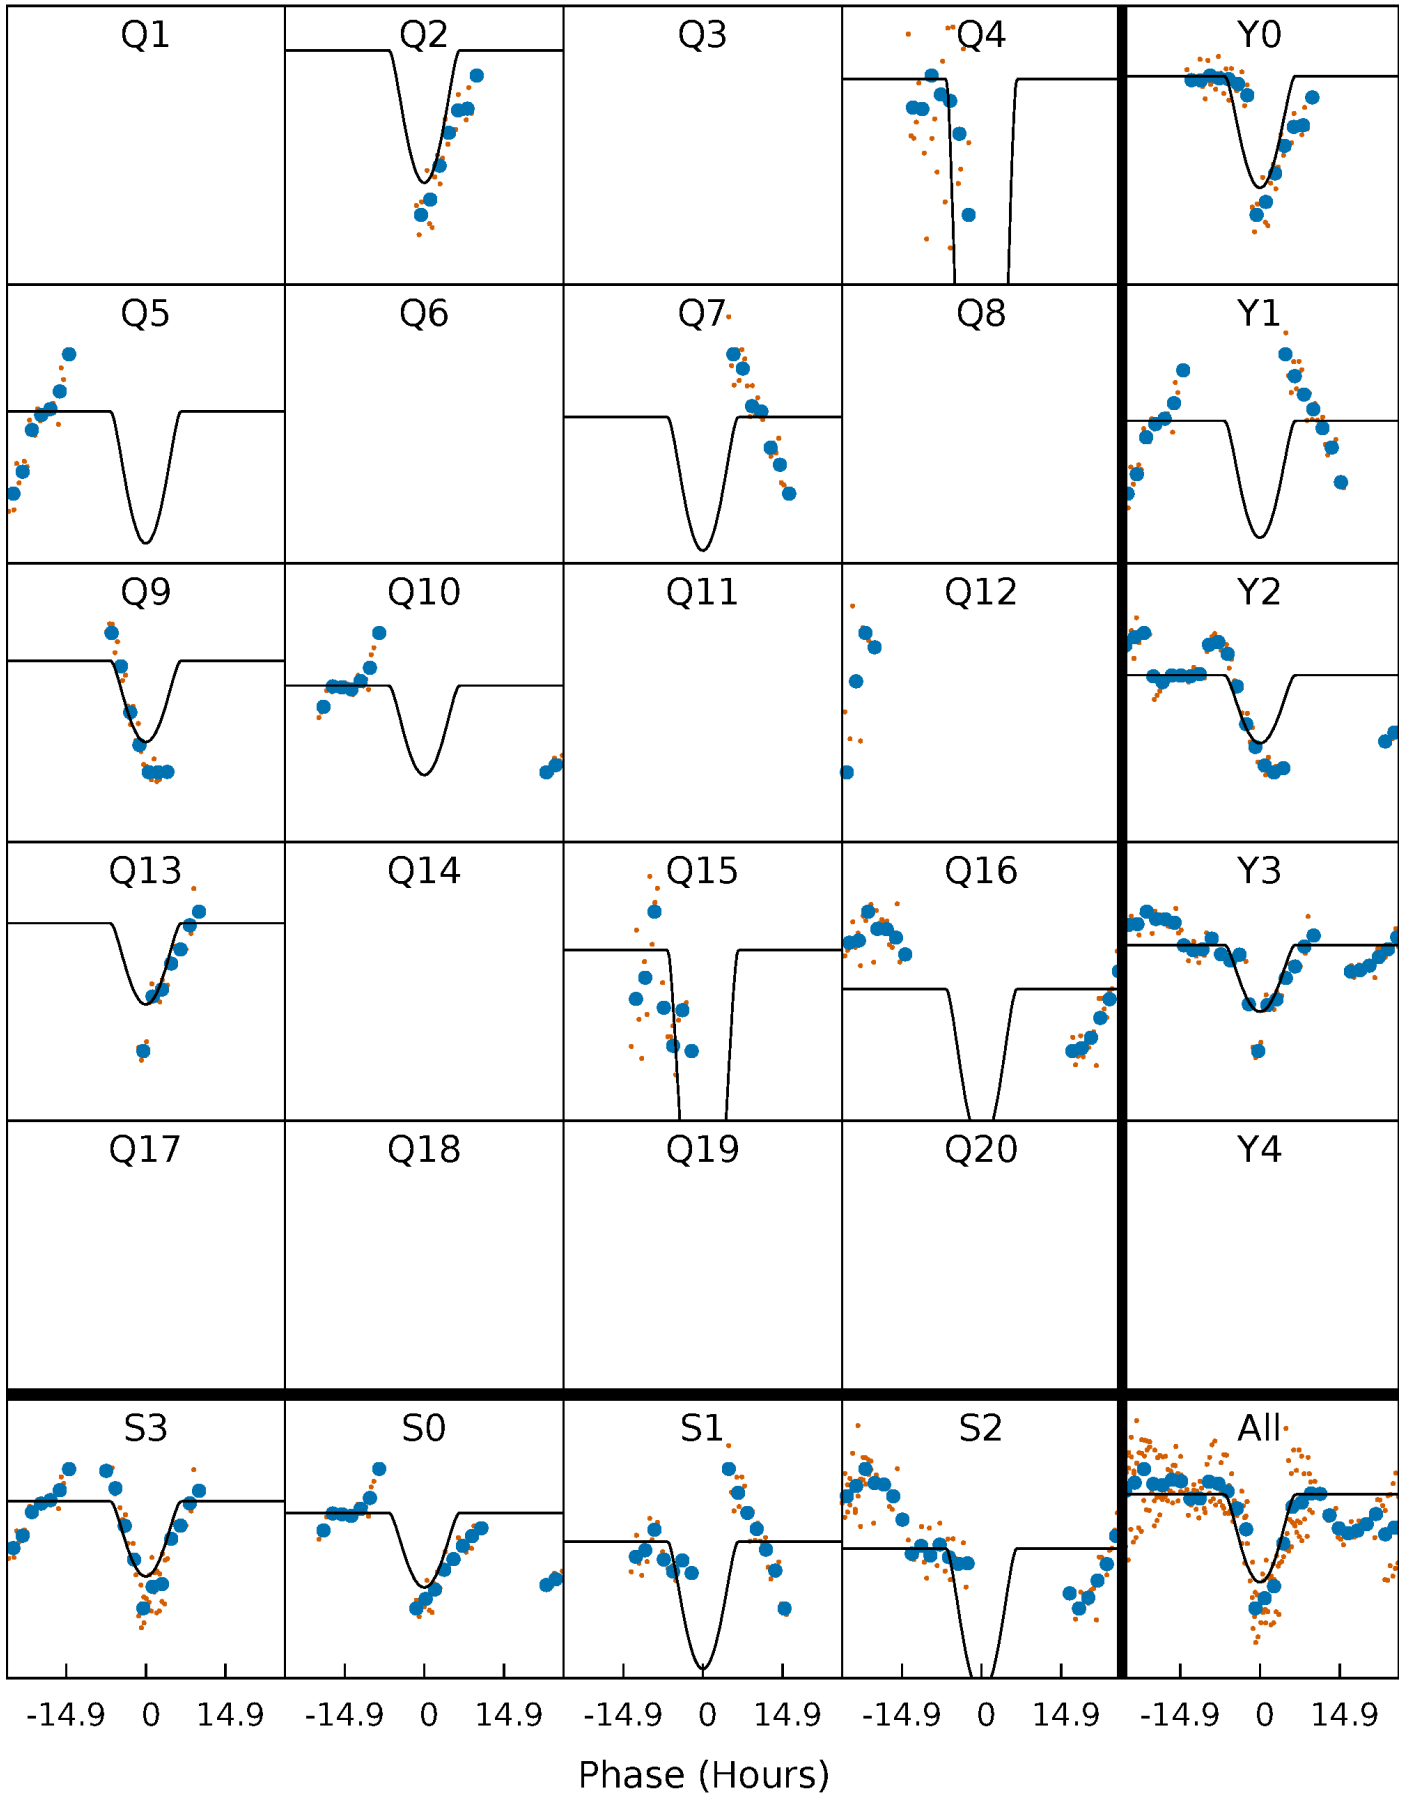 Q1 Q2 Q3 Q4 Y0
Q5 Q6 Q7 Q8 Y1
Q9 Q10 Q11 Q12 Y2
Q13 Q14 Q15 Q16 Y3
Q17 Q18 Q19 Q20 Y4
S3 S0 S1 S2 All
-14.9 0 14.9 -14.9 0 14.9 -14.9 0 14.9 -14.9 0 14.9 -14.9 0 14.9
Phase (Hours)